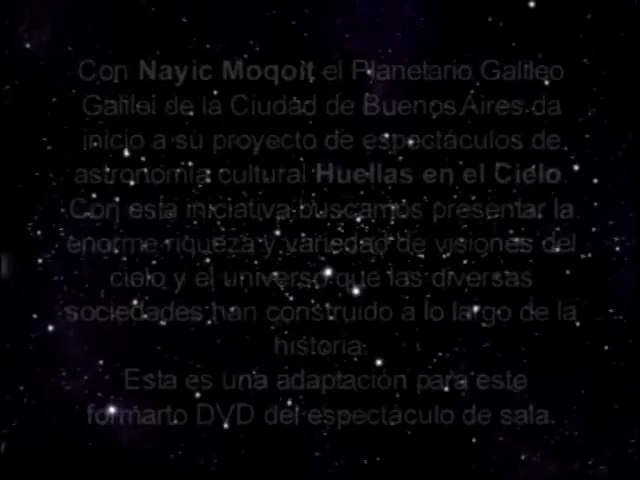 Con Nayic Moqoit el Planetario Galileo
Galilei de la Ciudad de Buenos Aires da
inicio a su proyecto de espectáculos de
astronomía cultural Huellas en el Cielo.
Con esta iniciativa buscamos presentar la
enorme riqueza y variedad de visiones del
cielo y el universo que las diversas
sociedades han construido a lo largo de la
historia.
Esta es una adaptación para este
formarto DVD del espectáculo de sala.